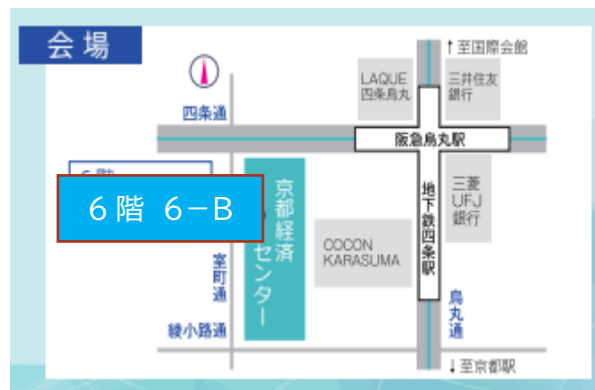 会場
↑至国際会館
LAQUE
四条烏丸
三井住友
銀行
四条通
阪急烏丸駅
6階 6-B
京都経済センター
地下鉄四条駅
三菱
UFJ
銀行
COCON
KARASUMA
室町通
烏丸通
綾小路通
↓至京都駅